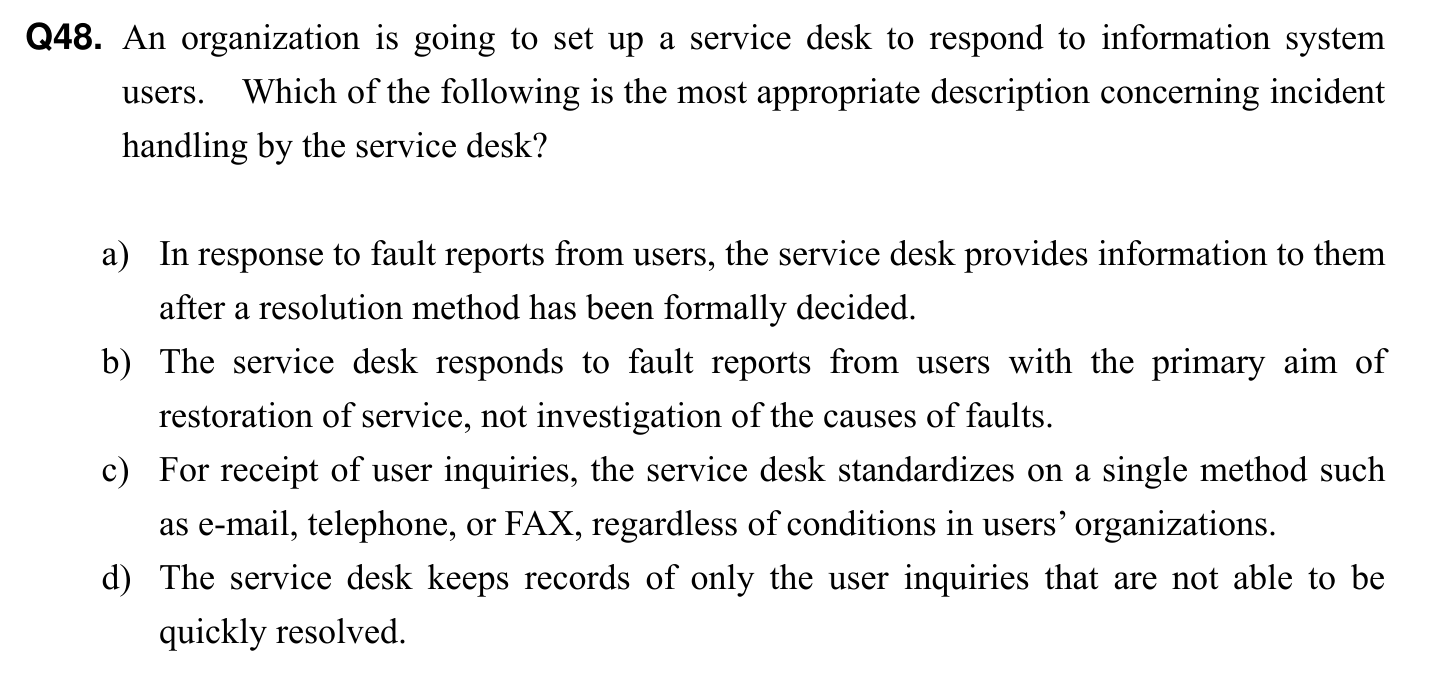 Q48. An organization is going to set up a service desk to respond to information system
users. Which of the following is the most appropriate description concerning incident
handling by the service desk?
a) In response to fault reports from users, the service desk provides information to them
after a resolution method has been formally decided.
b) The service desk responds to fault reports from users with the primary aim of
restoration of service, not investigation of the causes of faults.
c) For receipt of user inquiries, the service desk standardizes on a single method such
as e-mail, telephone, or FAX, regardless of conditions in users’ organizations.
d) The service desk keeps records of only the user inquiries that are not able to be
quickly resolved.